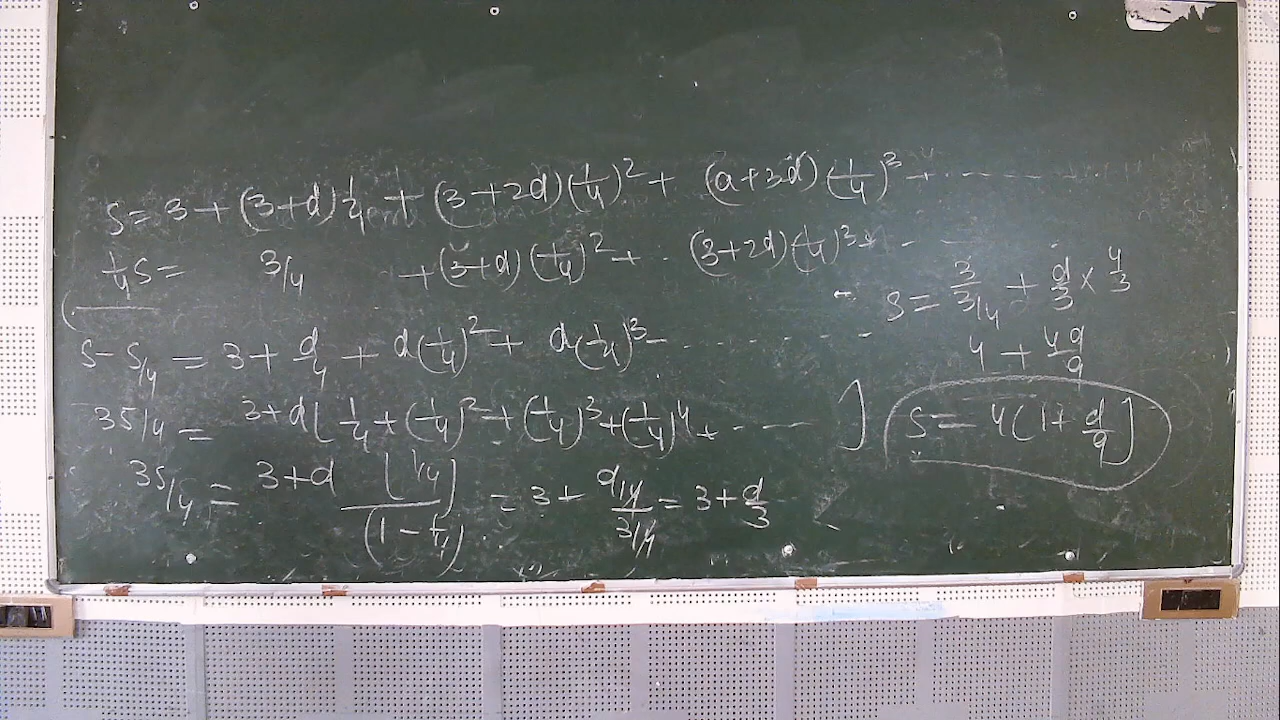 S = 3 + (3+d) 1/4 + (3+2d)(1/4)^2 + (a+3d)(1/4)^3 + - - - - -
1/4 S = 3/4 + (3+d)(1/4)^2 + (3+2d)(1/4)^3 + - - -
S - S/4 = 3 + d/4 + d(1/4)^2 + d(1/4)^3 - - - - - -
3S/4 = 3+d[1/4 + (1/4)^2 + (1/4)^3 + (1/4)^4 + - - - - ]
3S/4 = 3+d [1/4]/(1 - 1/4) = 3 + d1/4/3/4 = 3 + d/3
S = 3/3/4 + d/3 × 4/3
4 + 4d/9
S = 4[1 + d/9]